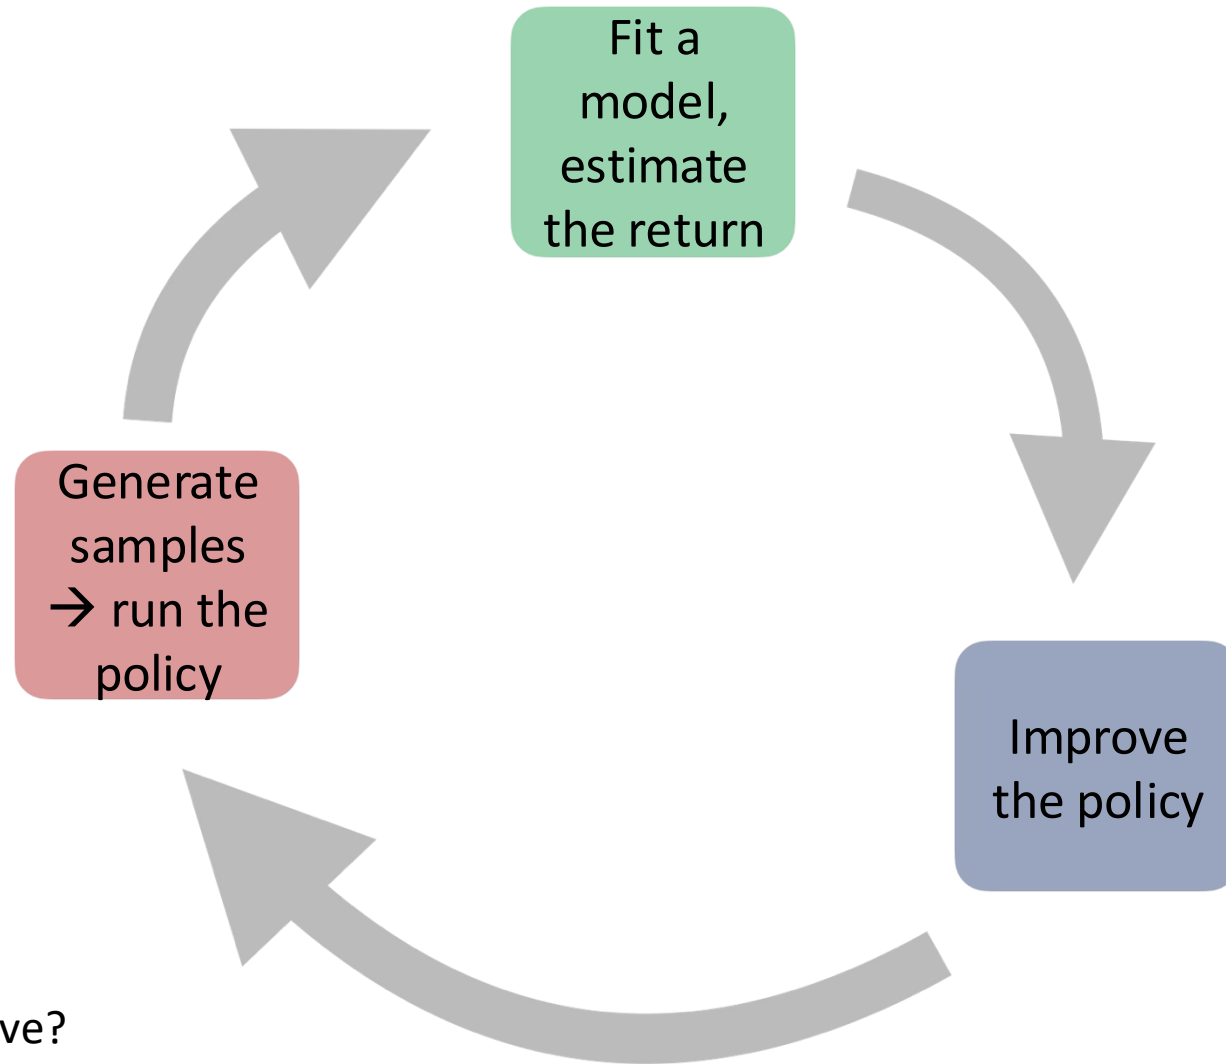 Fit a
model,
estimate
the return
Generate
samples
→ run the
policy
Improve
the policy
ve?